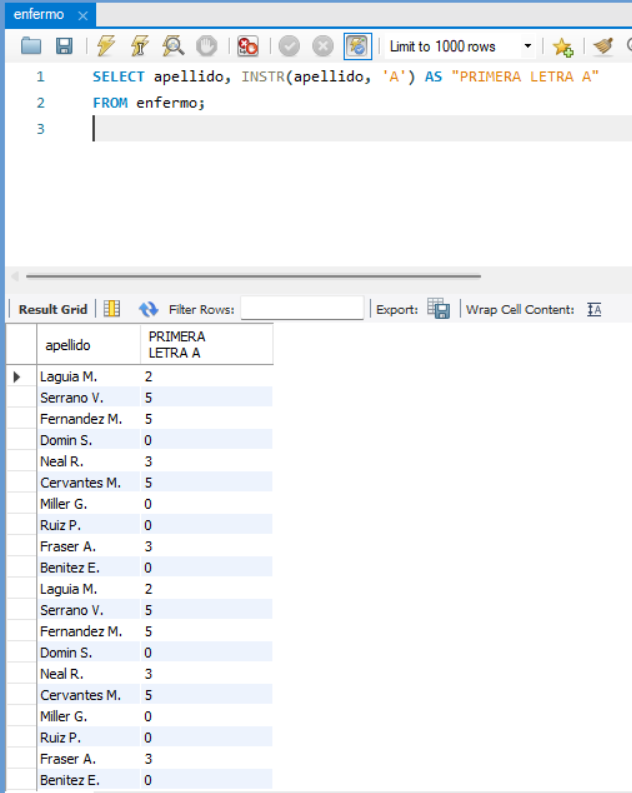 enfermo ×
Limit to 1000 rows
1 SELECT apellido, INSTR(apellido, 'A') AS "PRIMERA LETRA A"
2 FROM enfermo;
3
Result Grid Filter Rows: Export: Wrap Cell Content: IA
apellido PRIMERA
LETRA A
Laguia M. 2
Serrano V. 5
Fernandez M. 5
Domin S. 0
Neal R. 3
Cervantes M. 5
Miller G. 0
Ruiz P. 0
Fraser A. 3
Benitez E. 0
Laguia M. 2
Serrano V. 5
Fernandez M. 5
Domin S. 0
Neal R. 3
Cervantes M. 5
Miller G. 0
Ruiz P. 0
Fraser A. 3
Benitez E. 0